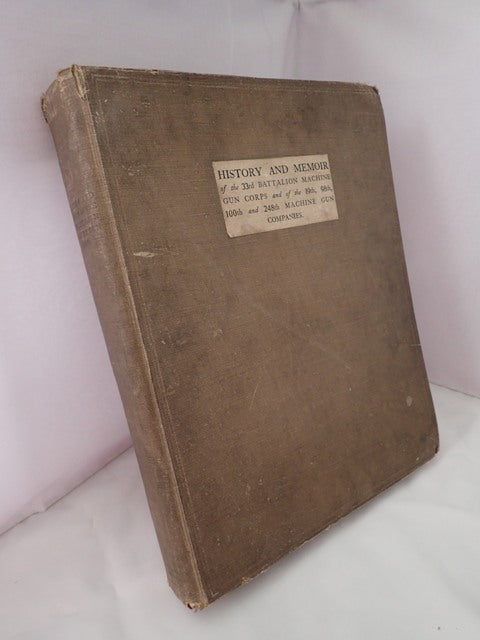 HISTORY AND MEMOIR
of the 33rd BATTALION MACHINE
GUN CORPS and of the 19th, 98th,
100th and 248th MACHINE GUN
COMPANIES.